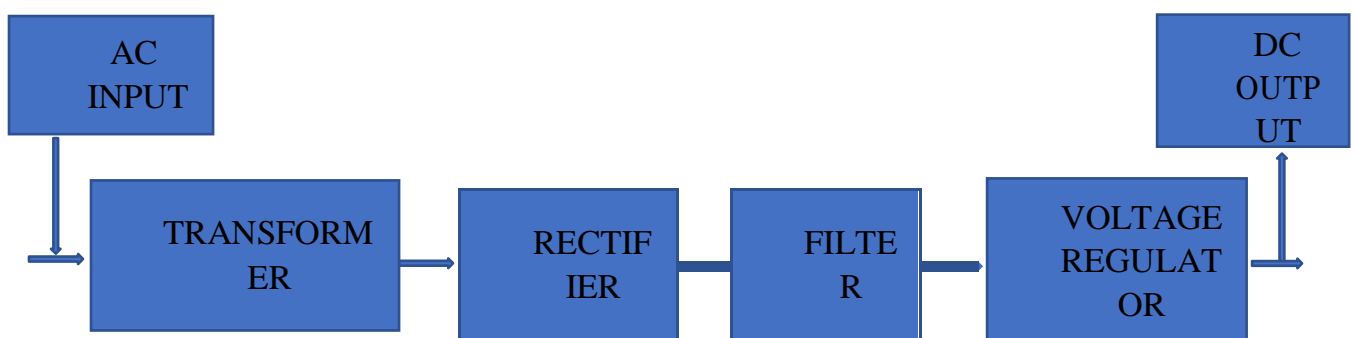 AC
INPUT
DC
OUTP
UT
TRANSFORM
ER
RECTIF
IER
FILTE
R
VOLTAGE
REGULAT
OR